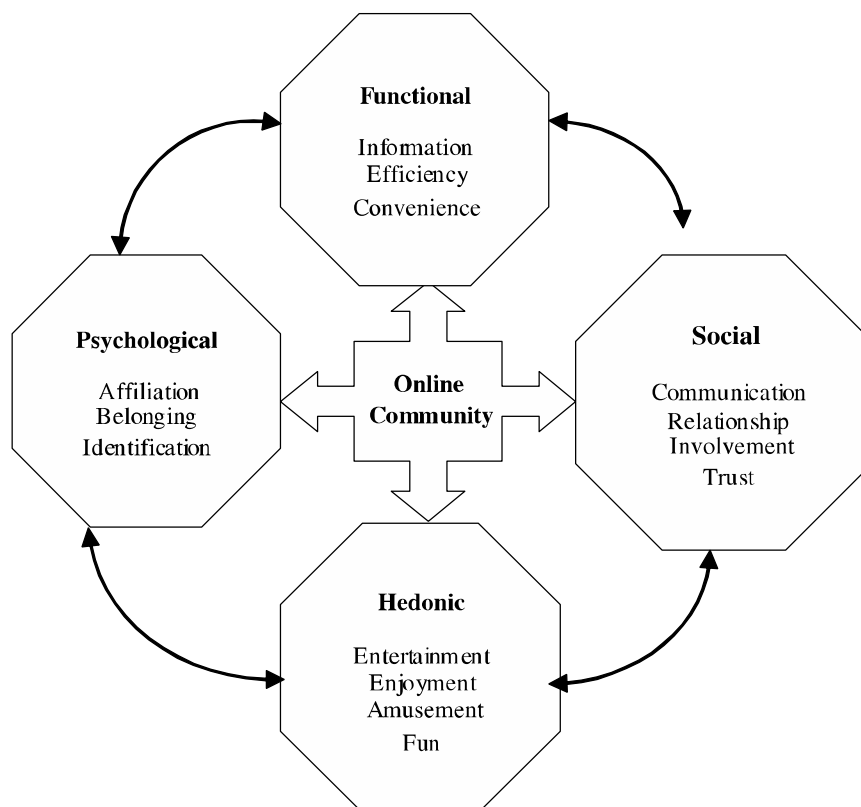 Functional
Information
Efficiency
Convenience
Psychological
Affiliation
Belonging
Identification
Online
Community
Social
Communication
Relationship
Involvement
Trust
Hedonic
Entertainment
Enjoyment
Amusement
Fun